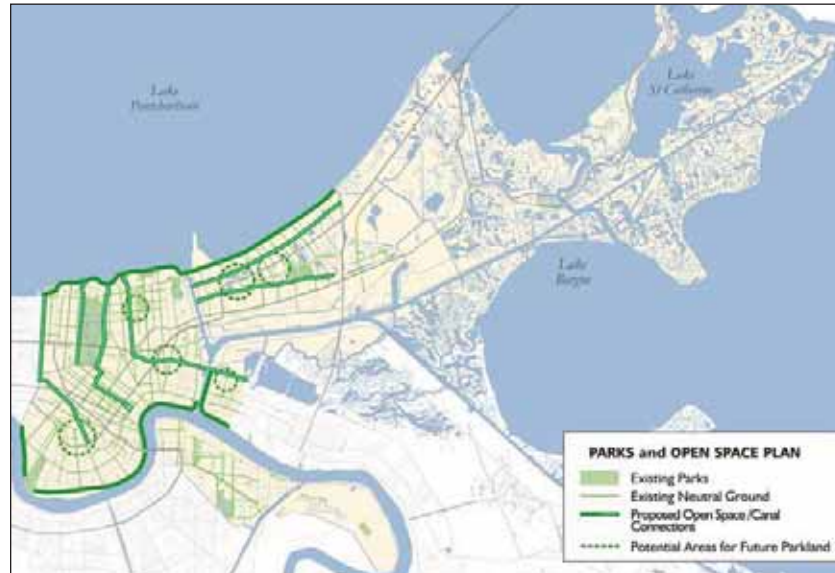 Lake
Pontchartrain
Lake
St Catherine
Lake
Borgne
PARKS and OPEN SPACE PLAN
Existing Parks
Existing Neutral Ground
Proposed Open Space /Canal
Connections
Potential Areas for Future Parkland